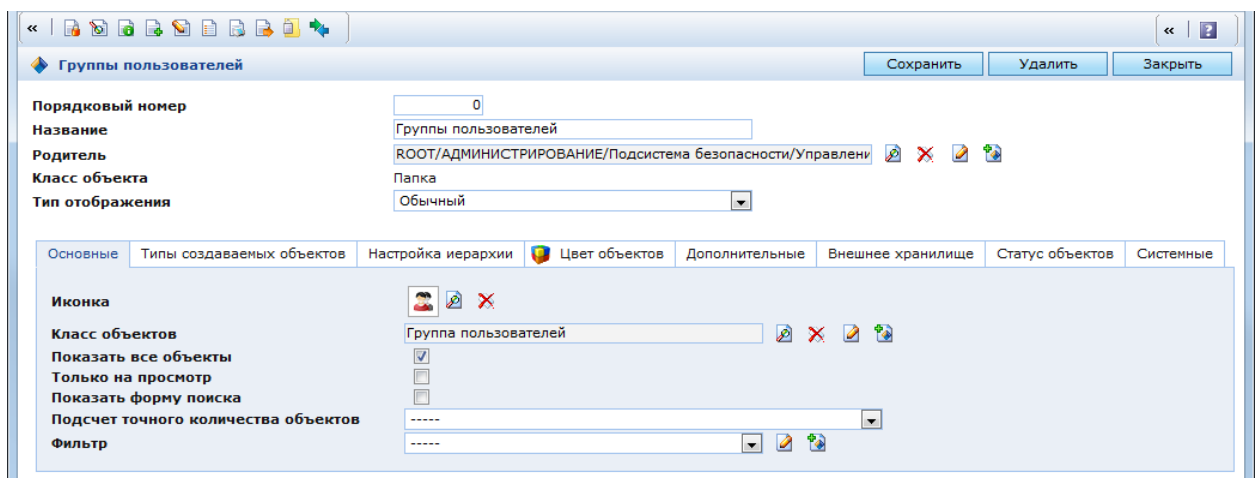 «
«
?
Группы пользователей Сохранить Удалить Закрыть
Порядковый номер 0
Название Группы пользователей
Родитель ROOT/АДМИНИСТРИРОВАНИЕ/Подсистема безопасности/Управлени
Класс объекта Папка
Тип отображения Обычный
Основные Типы создаваемых объектов Настройка иерархии Цвет объектов Дополнительные Внешнее хранилище Статус объектов Системные
Иконка
Класс объектов Группа пользователей
Показать все объекты
Только на просмотр
Показать форму поиска
Подсчет точного количества объектов -----
Фильтр -----